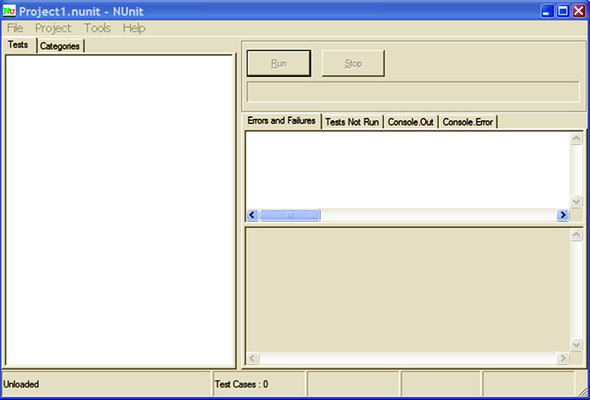 Nu Project1.nunit - NUnit
File Project Tools Help
Tests Categories
Run Stop
Errors and Failures Tests Not Run Console.Out Console.Error
Unloaded Test Cases : 0